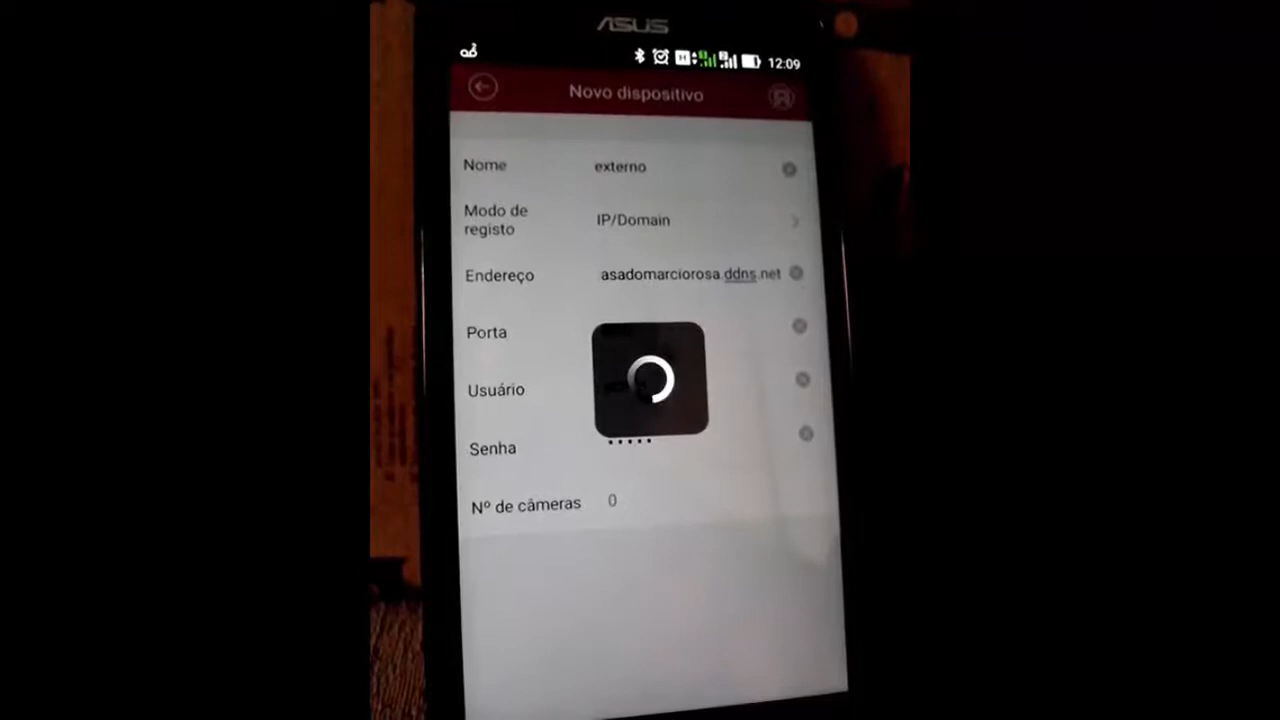 ASUS
12:09
Novo dispositivo
Nome externo
Modo de
registo
IP/Domain
Endereço asadomarciorosa.ddns.net
Porta
Usuário
Senha •••••
Nº de câmeras 0